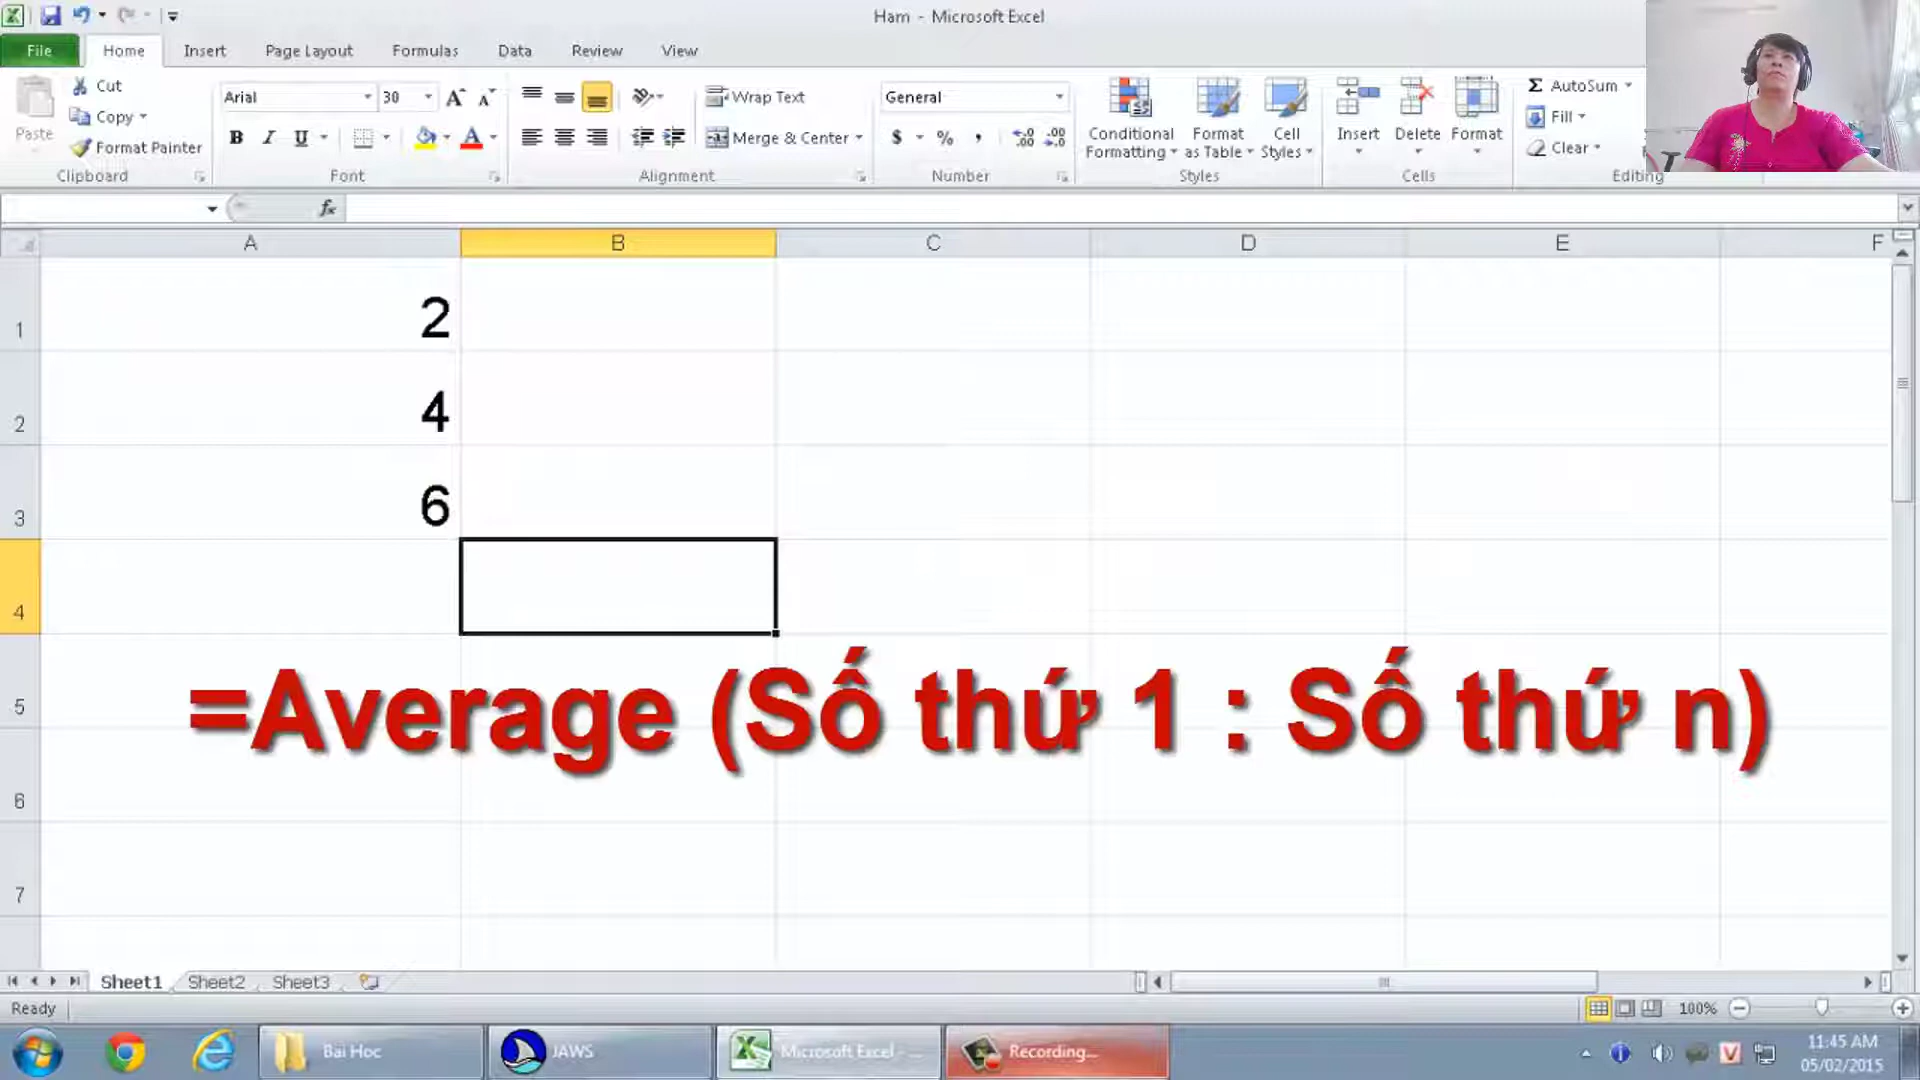 Ham - Microsoft Excel
File Home Insert Page Layout Formulas Data Review View
Cut
Copy
Format Painter
Paste
Clipboard
Arial 30
B I U
Font
Wrap Text
Merge & Center
Alignment
General
$ % ,
Number
Conditional Formatting
Format as Table
Cell Styles
Styles
Insert Delete Format
Cells
Σ AutoSum
Fill
Clear
Editing
fx
A B C D E F
1 2
2 4
3 6
4
5 =Average (Số thứ 1 : Số thứ n)
6
7
Sheet1 Sheet2 Sheet3
Ready
100%
Bai Hoc
JAWS
Microsoft Excel - ...
Recording...
11:45 AM
05/02/2015